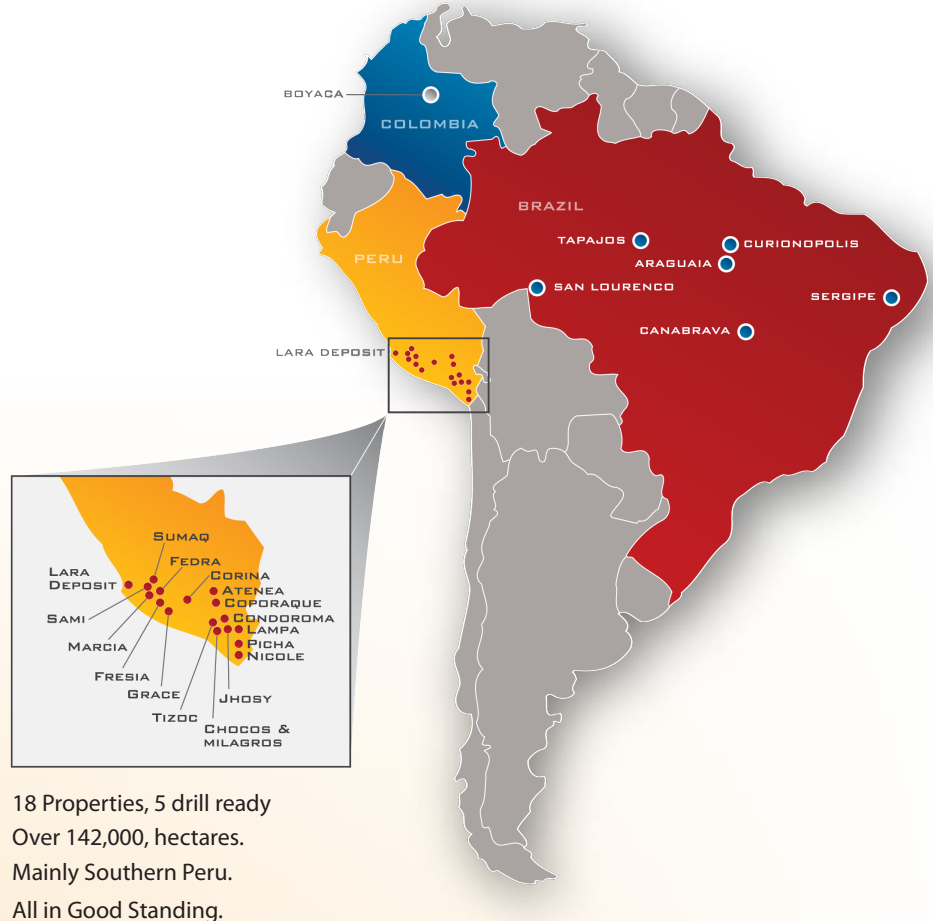 BOYACA
COLOMBIA
BRAZIL
TAPAJOS
CURIONOPOLIS
ARAGUAIA
PERU
SAN LOURENCO
SERGIPE
CANABRAVA
LARA DEPOSIT
SUMAQ
FEDRA
LARA
DEPOSIT
CORINA
ATENEA
COPORAQUE
SAMI
CONDOROMA
LAMPA
MARCIA
PICHA
NICOLE
FRESIA
GRACE
JHOSY
TIZOC
CHOCOS &
MILAGROS
18 Properties, 5 drill ready
Over 142,000, hectares.
Mainly Southern Peru.
All in Good Standing.